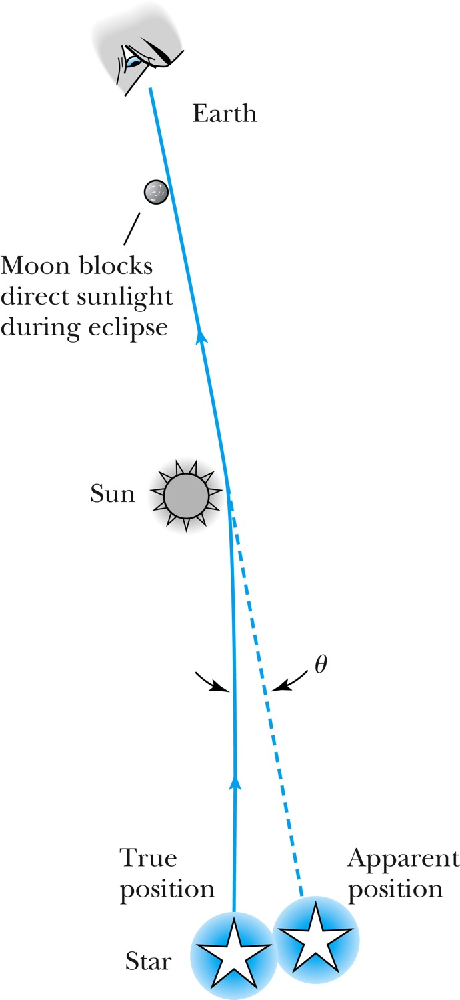 Earth
Moon blocks
direct sunlight
during eclipse
Sun
θ
True
position
Apparent
position
Star